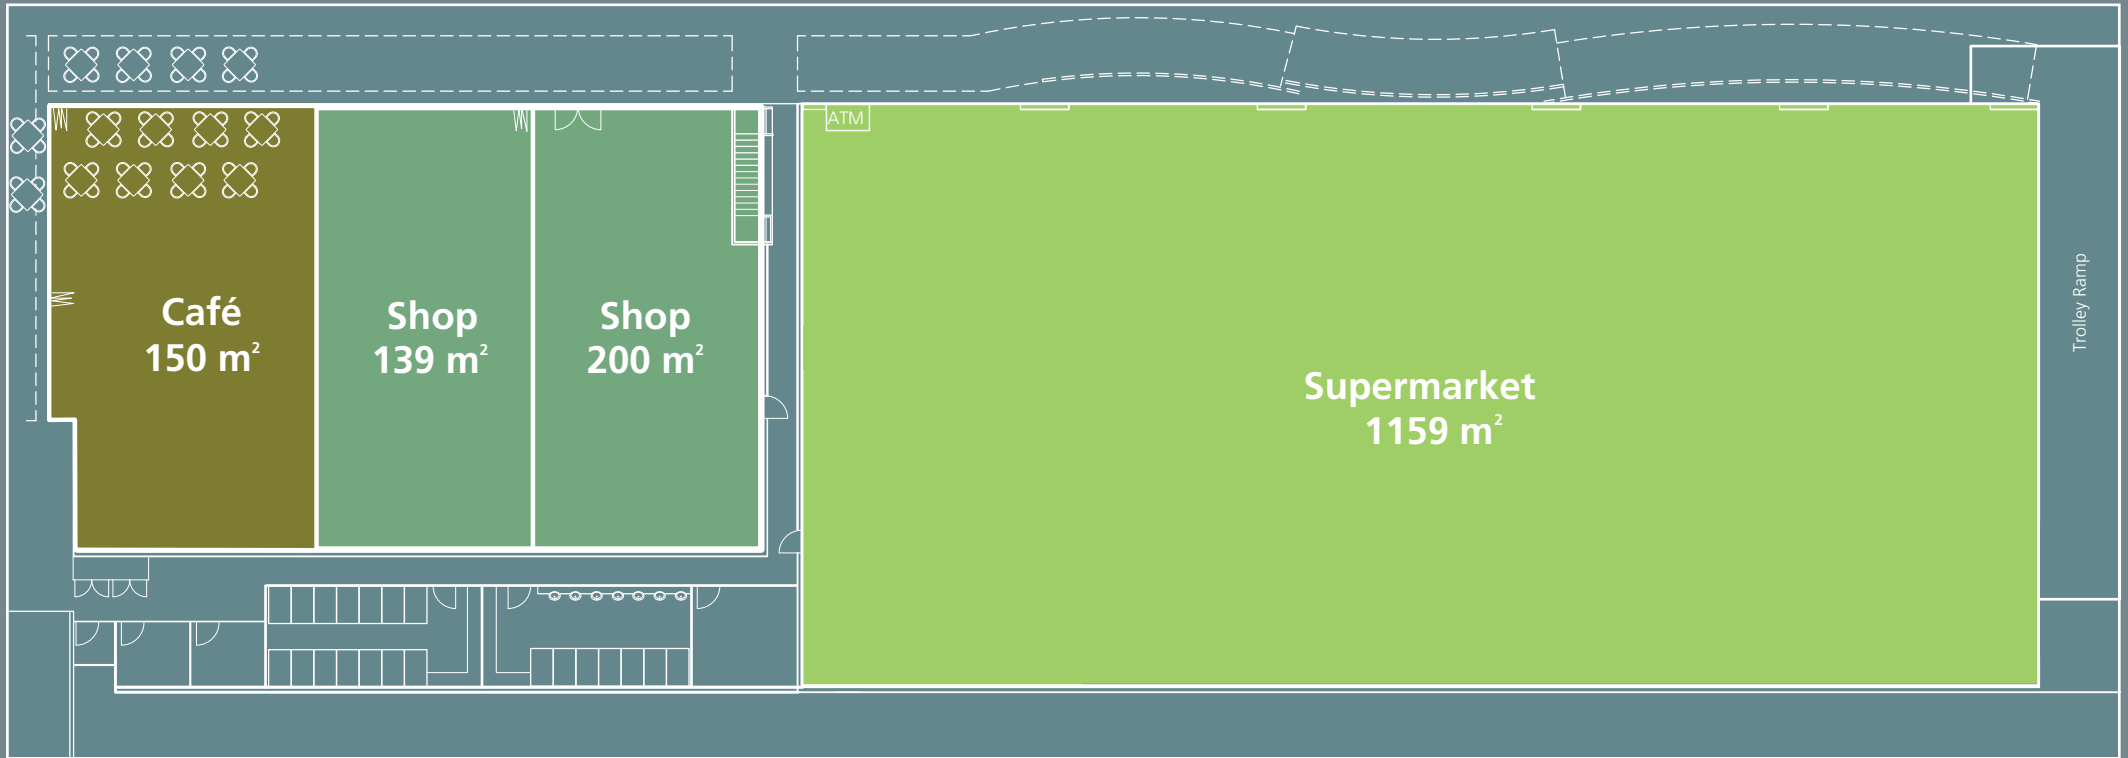 ATM
Café
150 m²
Shop
139 m²
Shop
200 m²
Supermarket
1159 m²
Trolley Ramp